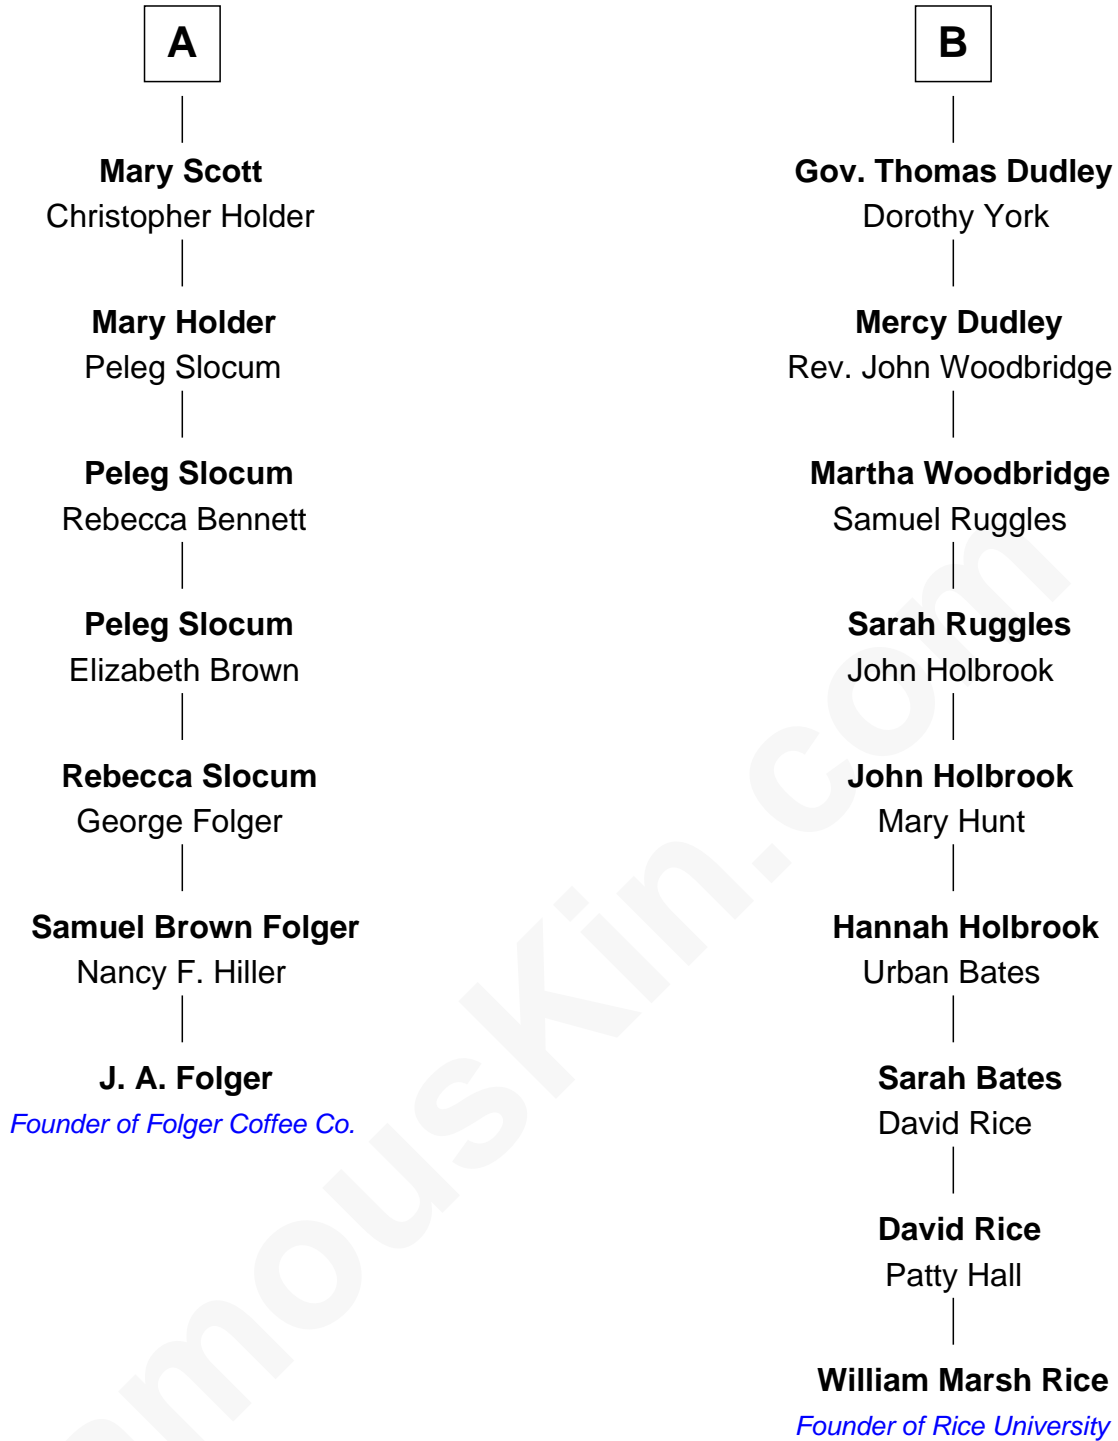 A
Mary Scott
Christopher Holder
Mary Holder
Peleg Slocum
Peleg Slocum
Rebecca Bennett
Peleg Slocum
Elizabeth Brown
Rebecca Slocum
George Folger
Samuel Brown Folger
Nancy F. Hiller
J. A. Folger
Founder of Folger Coffee Co.
B
Gov. Thomas Dudley
Dorothy York
Mercy Dudley
Rev. John Woodbridge
Martha Woodbridge
Samuel Ruggles
Sarah Ruggles
John Holbrook
John Holbrook
Mary Hunt
Hannah Holbrook
Urban Bates
Sarah Bates
David Rice
David Rice
Patty Hall
William Marsh Rice
Founder of Rice University
amouskin.com